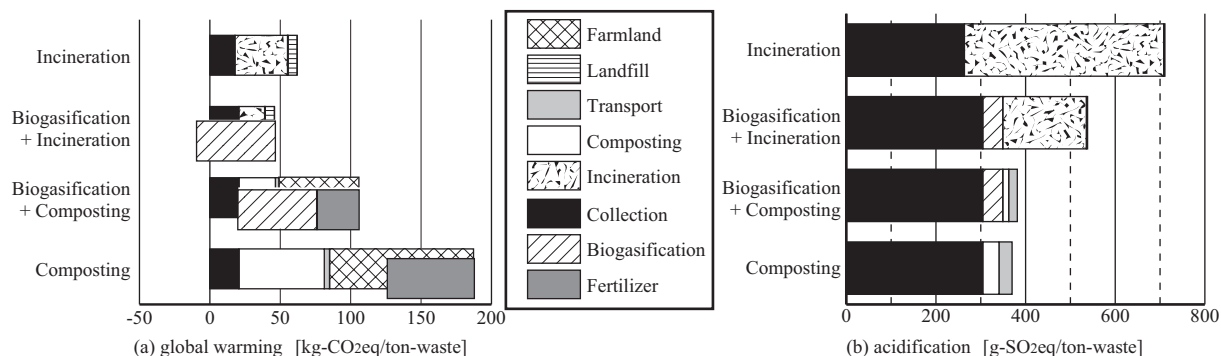 Incineration
Biogasification
+ Incineration
Biogasification
+ Composting
Composting
-50 0 50 100 150 200
(a) global warming [kg-CO2eq/ton-waste]
Farmland
Landfill
Transport
Composting
Incineration
Collection
Biogasification
Fertilizer
Incineration
Biogasification
+ Incineration
Biogasification
+ Composting
Composting
0 200 400 600 800
(b) acidification [g-SO2eq/ton-waste]